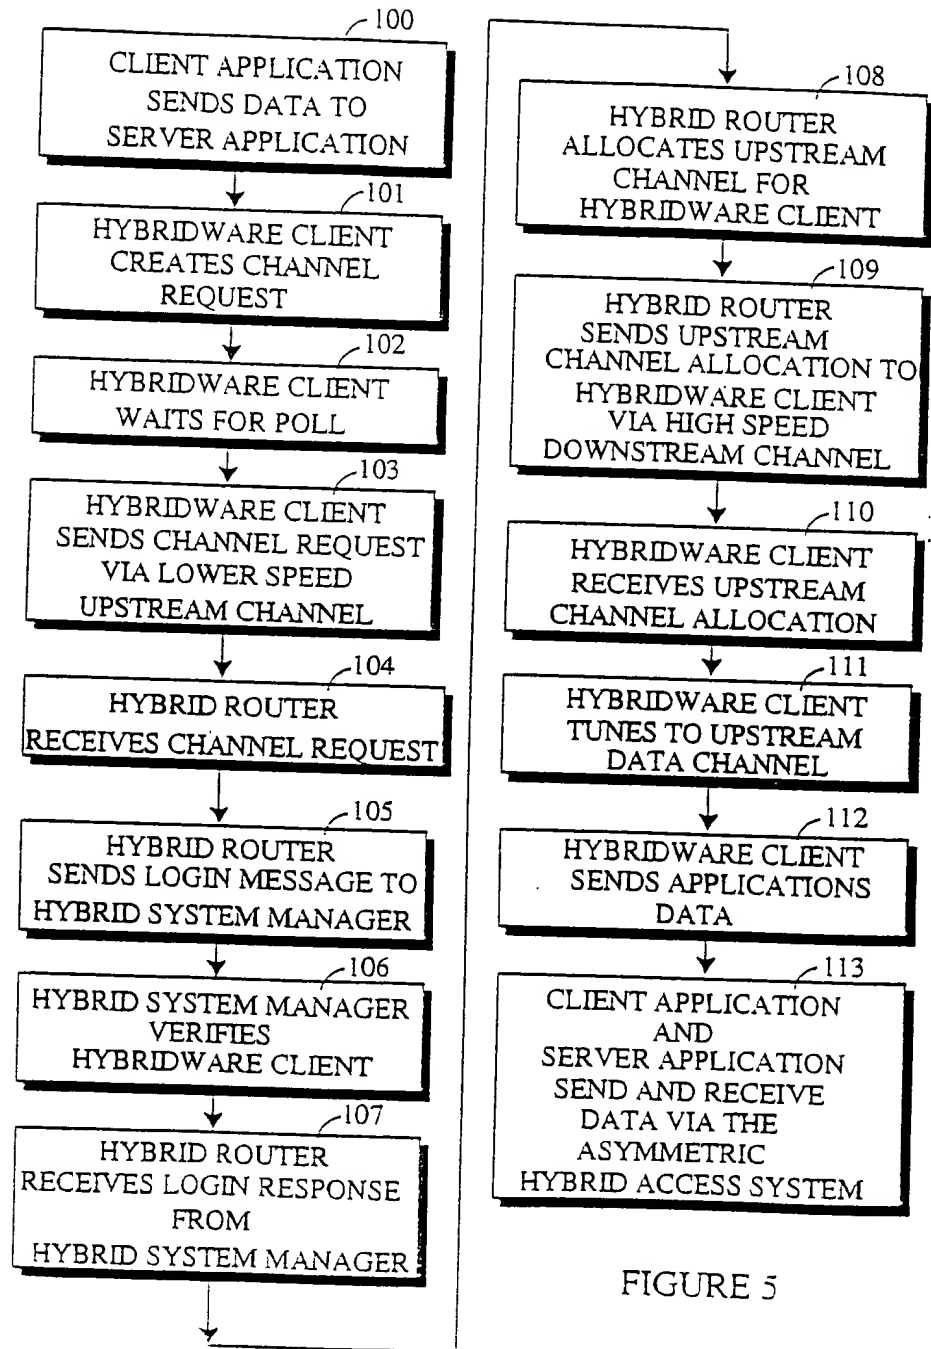 100
CLIENT APPLICATION
SENDS DATA TO
SERVER APPLICATION
101
HYBRIDWARE CLIENT
CREATES CHANNEL
REQUEST
102
HYBRIDWARE CLIENT
WAITS FOR POLL
103
HYBRIDWARE CLIENT
SENDS CHANNEL REQUEST
VIA LOWER SPEED
UPSTREAM CHANNEL
104
HYBRID ROUTER
RECEIVES CHANNEL REQUEST
105
HYBRID ROUTER
SENDS LOGIN MESSAGE TO
HYBRID SYSTEM MANAGER
106
HYBRID SYSTEM MANAGER
VERIFIES
HYBRIDWARE CLIENT
107
HYBRID ROUTER
RECEIVES LOGIN RESPONSE
FROM
HYBRID SYSTEM MANAGER
108
HYBRID ROUTER
ALLOCATES UPSTREAM
CHANNEL FOR
HYBRIDWARE CLIENT
109
HYBRID ROUTER
SENDS UPSTREAM
CHANNEL ALLOCATION TO
HYBRIDWARE CLIENT
VIA HIGH SPEED
DOWNSTREAM CHANNEL
110
HYBRIDWARE CLIENT
RECEIVES UPSTREAM
CHANNEL ALLOCATION
111
HYBRIDWARE CLIENT
TUNES TO UPSTREAM
DATA CHANNEL
112
HYBRIDWARE CLIENT
SENDS APPLICATIONS
DATA
113
CLIENT APPLICATION
AND
SERVER APPLICATION
SEND AND RECEIVE
DATA VIA THE
ASYMMETRIC
HYBRID ACCESS SYSTEM
FIGURE 5